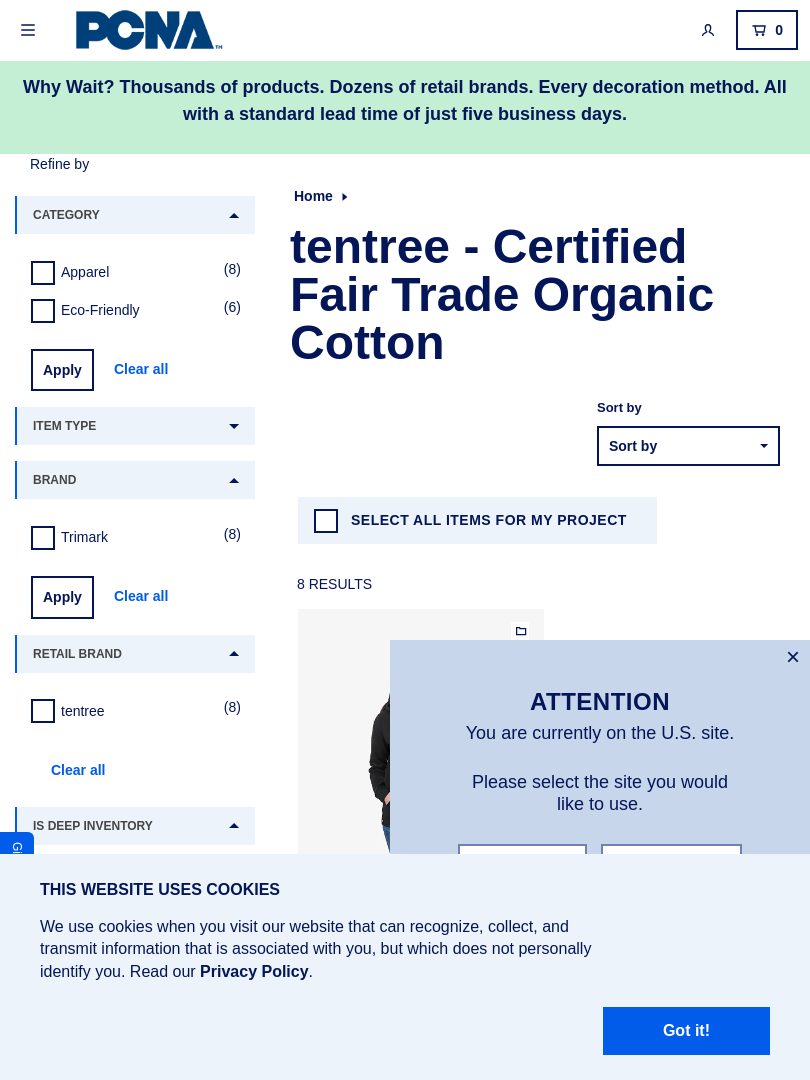 PCNA™
0
Why Wait? Thousands of products. Dozens of retail brands. Every decoration method. All
with a standard lead time of just five business days.
Refine by
CATEGORY
Apparel (8)
Eco-Friendly (6)
Apply Clear all
ITEM TYPE
BRAND
Trimark (8)
Apply Clear all
RETAIL BRAND
tentree (8)
Clear all
IS DEEP INVENTORY
Home
tentree - Certified
Fair Trade Organic
Cotton
Sort by
Sort by
SELECT ALL ITEMS FOR MY PROJECT
8 RESULTS
ATTENTION
You are currently on the U.S. site.
Please select the site you would
like to use.
THIS WEBSITE USES COOKIES
We use cookies when you visit our website that can recognize, collect, and
transmit information that is associated with you, but which does not personally
identify you. Read our Privacy Policy.
Got it!